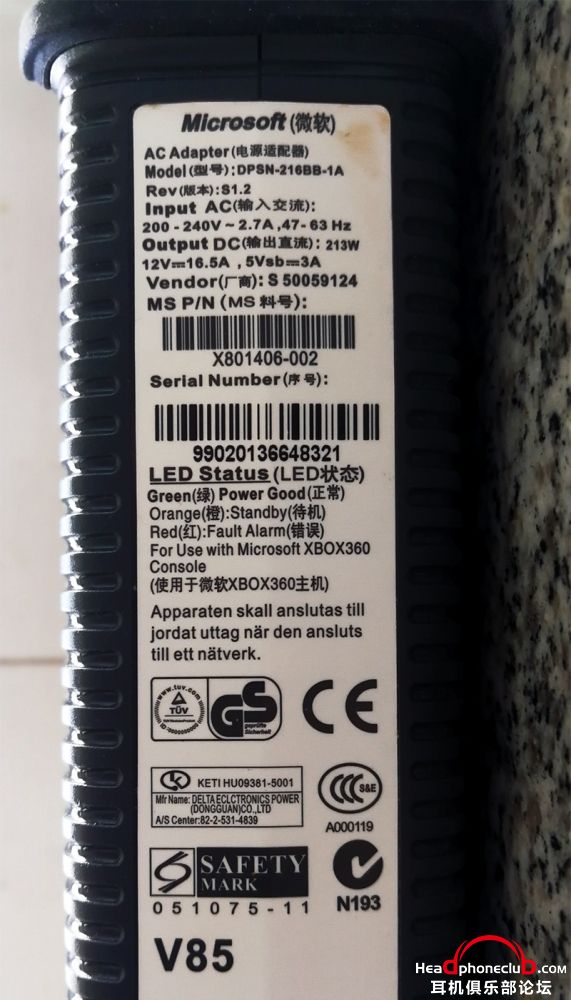 Microsoft(微软)
AC Adapter(电源适配器)
Model(型号):DPSN-216BB-1A
Rev(版本):S1.2
Input AC(输入交流):
200 - 240V ~ 2.7A ,47- 63 Hz
Output DC(输出直流): 213W
12V⎓16.5A , 5Vsb⎓3A
Vendor(厂商): S 50059124
MS P/N (MS 料号):
X801406-002
Serial Number(序号):
99020136648321
LED Status(LED状态)
Green(绿) Power Good(正常)
Orange(橙):Standby(待机)
Red(红):Fault Alarm(错误)
For Use with Microsoft XBOX360
Console
(使用于微软XBOX360主机)
Apparaten skall anslutas till
jordat uttag när den ansluts
till ett nätverk.
www.tuv.com
TÜV
GS
geprüfte
Sicherheit
CE
K
KETI HU09381-5001
Mfr Name: DELTA ECLCTRONICS POWER
(DONGGUAN)CO.,LTD
A/S Center:82-2-531-4839
CCC S&E
A000119
SAFETY
MARK
051075-11
N193
V85
Headphoneclub.com
耳机俱乐部论坛